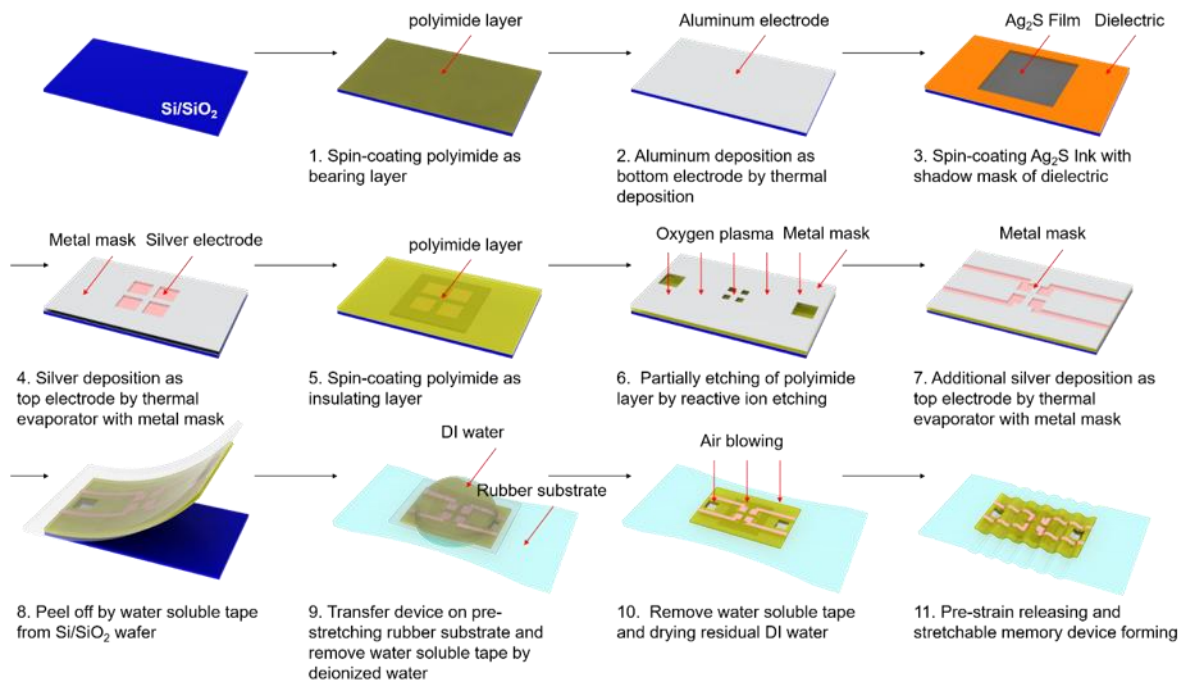 polyimide layer
Aluminum electrode
Ag₂S Film
Dielectric
Si/SiO₂
1. Spin-coating polyimide as
bearing layer
2. Aluminum deposition as
bottom electrode by thermal
deposition
3. Spin-coating Ag₂S Ink with
shadow mask of dielectric
Metal mask
Silver electrode
polyimide layer
Oxygen plasma
Metal mask
Metal mask
4. Silver deposition as
top electrode by thermal
evaporator with metal mask
5. Spin-coating polyimide as
insulating layer
6. Partially etching of polyimide
layer by reactive ion etching
7. Additional silver deposition as
top electrode by thermal
evaporator with metal mask
DI water
Rubber substrate
Air blowing
8. Peel off by water soluble tape
from Si/SiO₂ wafer
9. Transfer device on pre-
stretching rubber substrate and
remove water soluble tape by
deionized water
10. Remove water soluble tape
and drying residual DI water
11. Pre-strain releasing and
stretchable memory device forming